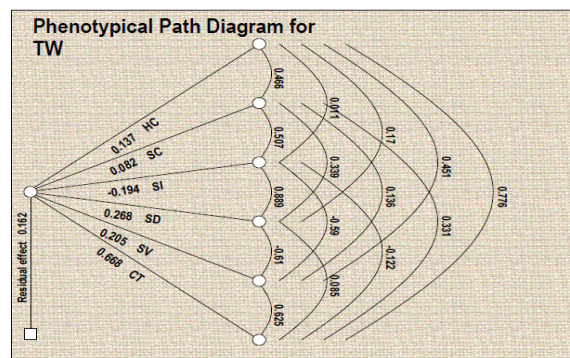 Phenotypical Path Diagram for
TW
0.137 HC
0.082 SC
-0.194 SI
0.268 SD
0.205 SV
0.668 CT
Residual effect 0.162
0.466
0.507
0.889
-0.61
0.625
0.011
0.339
-0.59
0.085
0.17
0.136
-0.122
0.451
0.331
0.776